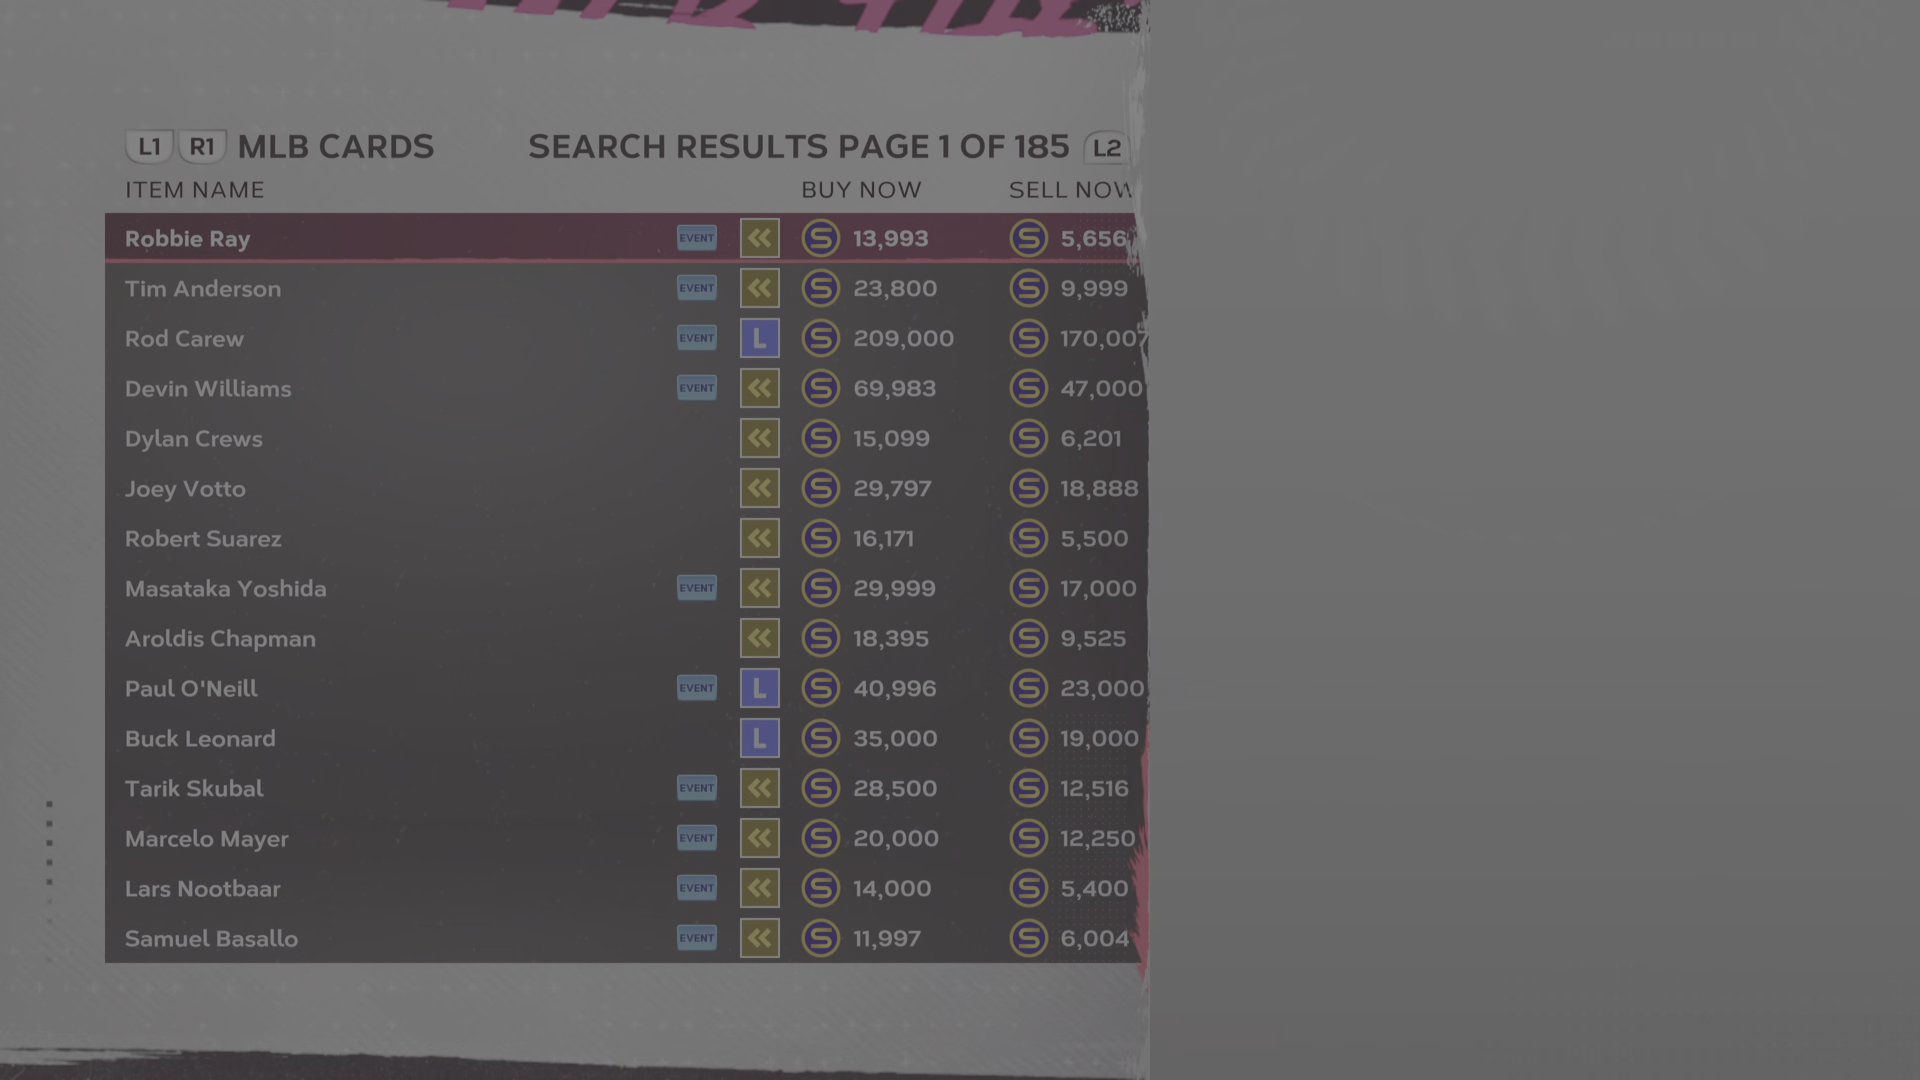 L1 R1 MLB CARDS SEARCH RESULTS PAGE 1 OF 185 L2
ITEM NAME BUY NOW SELL NOW
Robbie Ray EVENT 13,993 5,656
Tim Anderson EVENT 23,800 9,999
Rod Carew EVENT L 209,000 170,007
Devin Williams EVENT 69,983 47,000
Dylan Crews 15,099 6,201
Joey Votto 29,797 18,888
Robert Suarez 16,171 5,500
Masataka Yoshida EVENT 29,999 17,000
Aroldis Chapman 18,395 9,525
Paul O'Neill EVENT L 40,996 23,000
Buck Leonard L 35,000 19,000
Tarik Skubal EVENT 28,500 12,516
Marcelo Mayer EVENT 20,000 12,250
Lars Nootbaar EVENT 14,000 5,400
Samuel Basallo EVENT 11,997 6,004